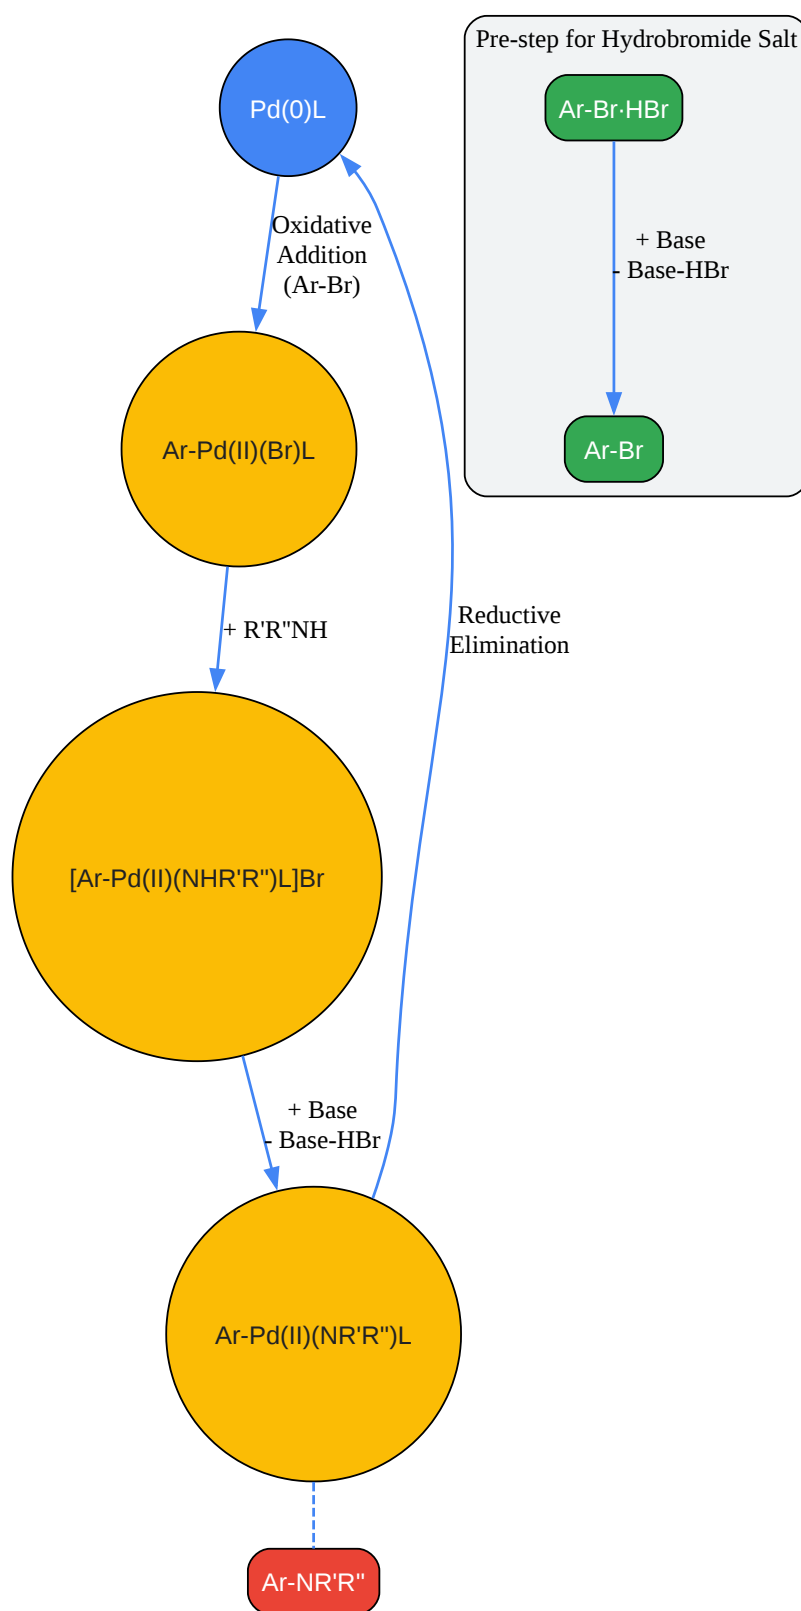 Pre-step for Hydrobromide Salt
Pd(0)L
Ar-Br·HBr
Oxidative
Addition
(Ar-Br)
+ Base
- Base-HBr
Ar-Pd(II)(Br)L
Ar-Br
+ R'R"NH
Reductive
Elimination
[Ar-Pd(II)(NHR'R")L]Br
+ Base
- Base-HBr
Ar-Pd(II)(NR'R")L
Ar-NR'R"